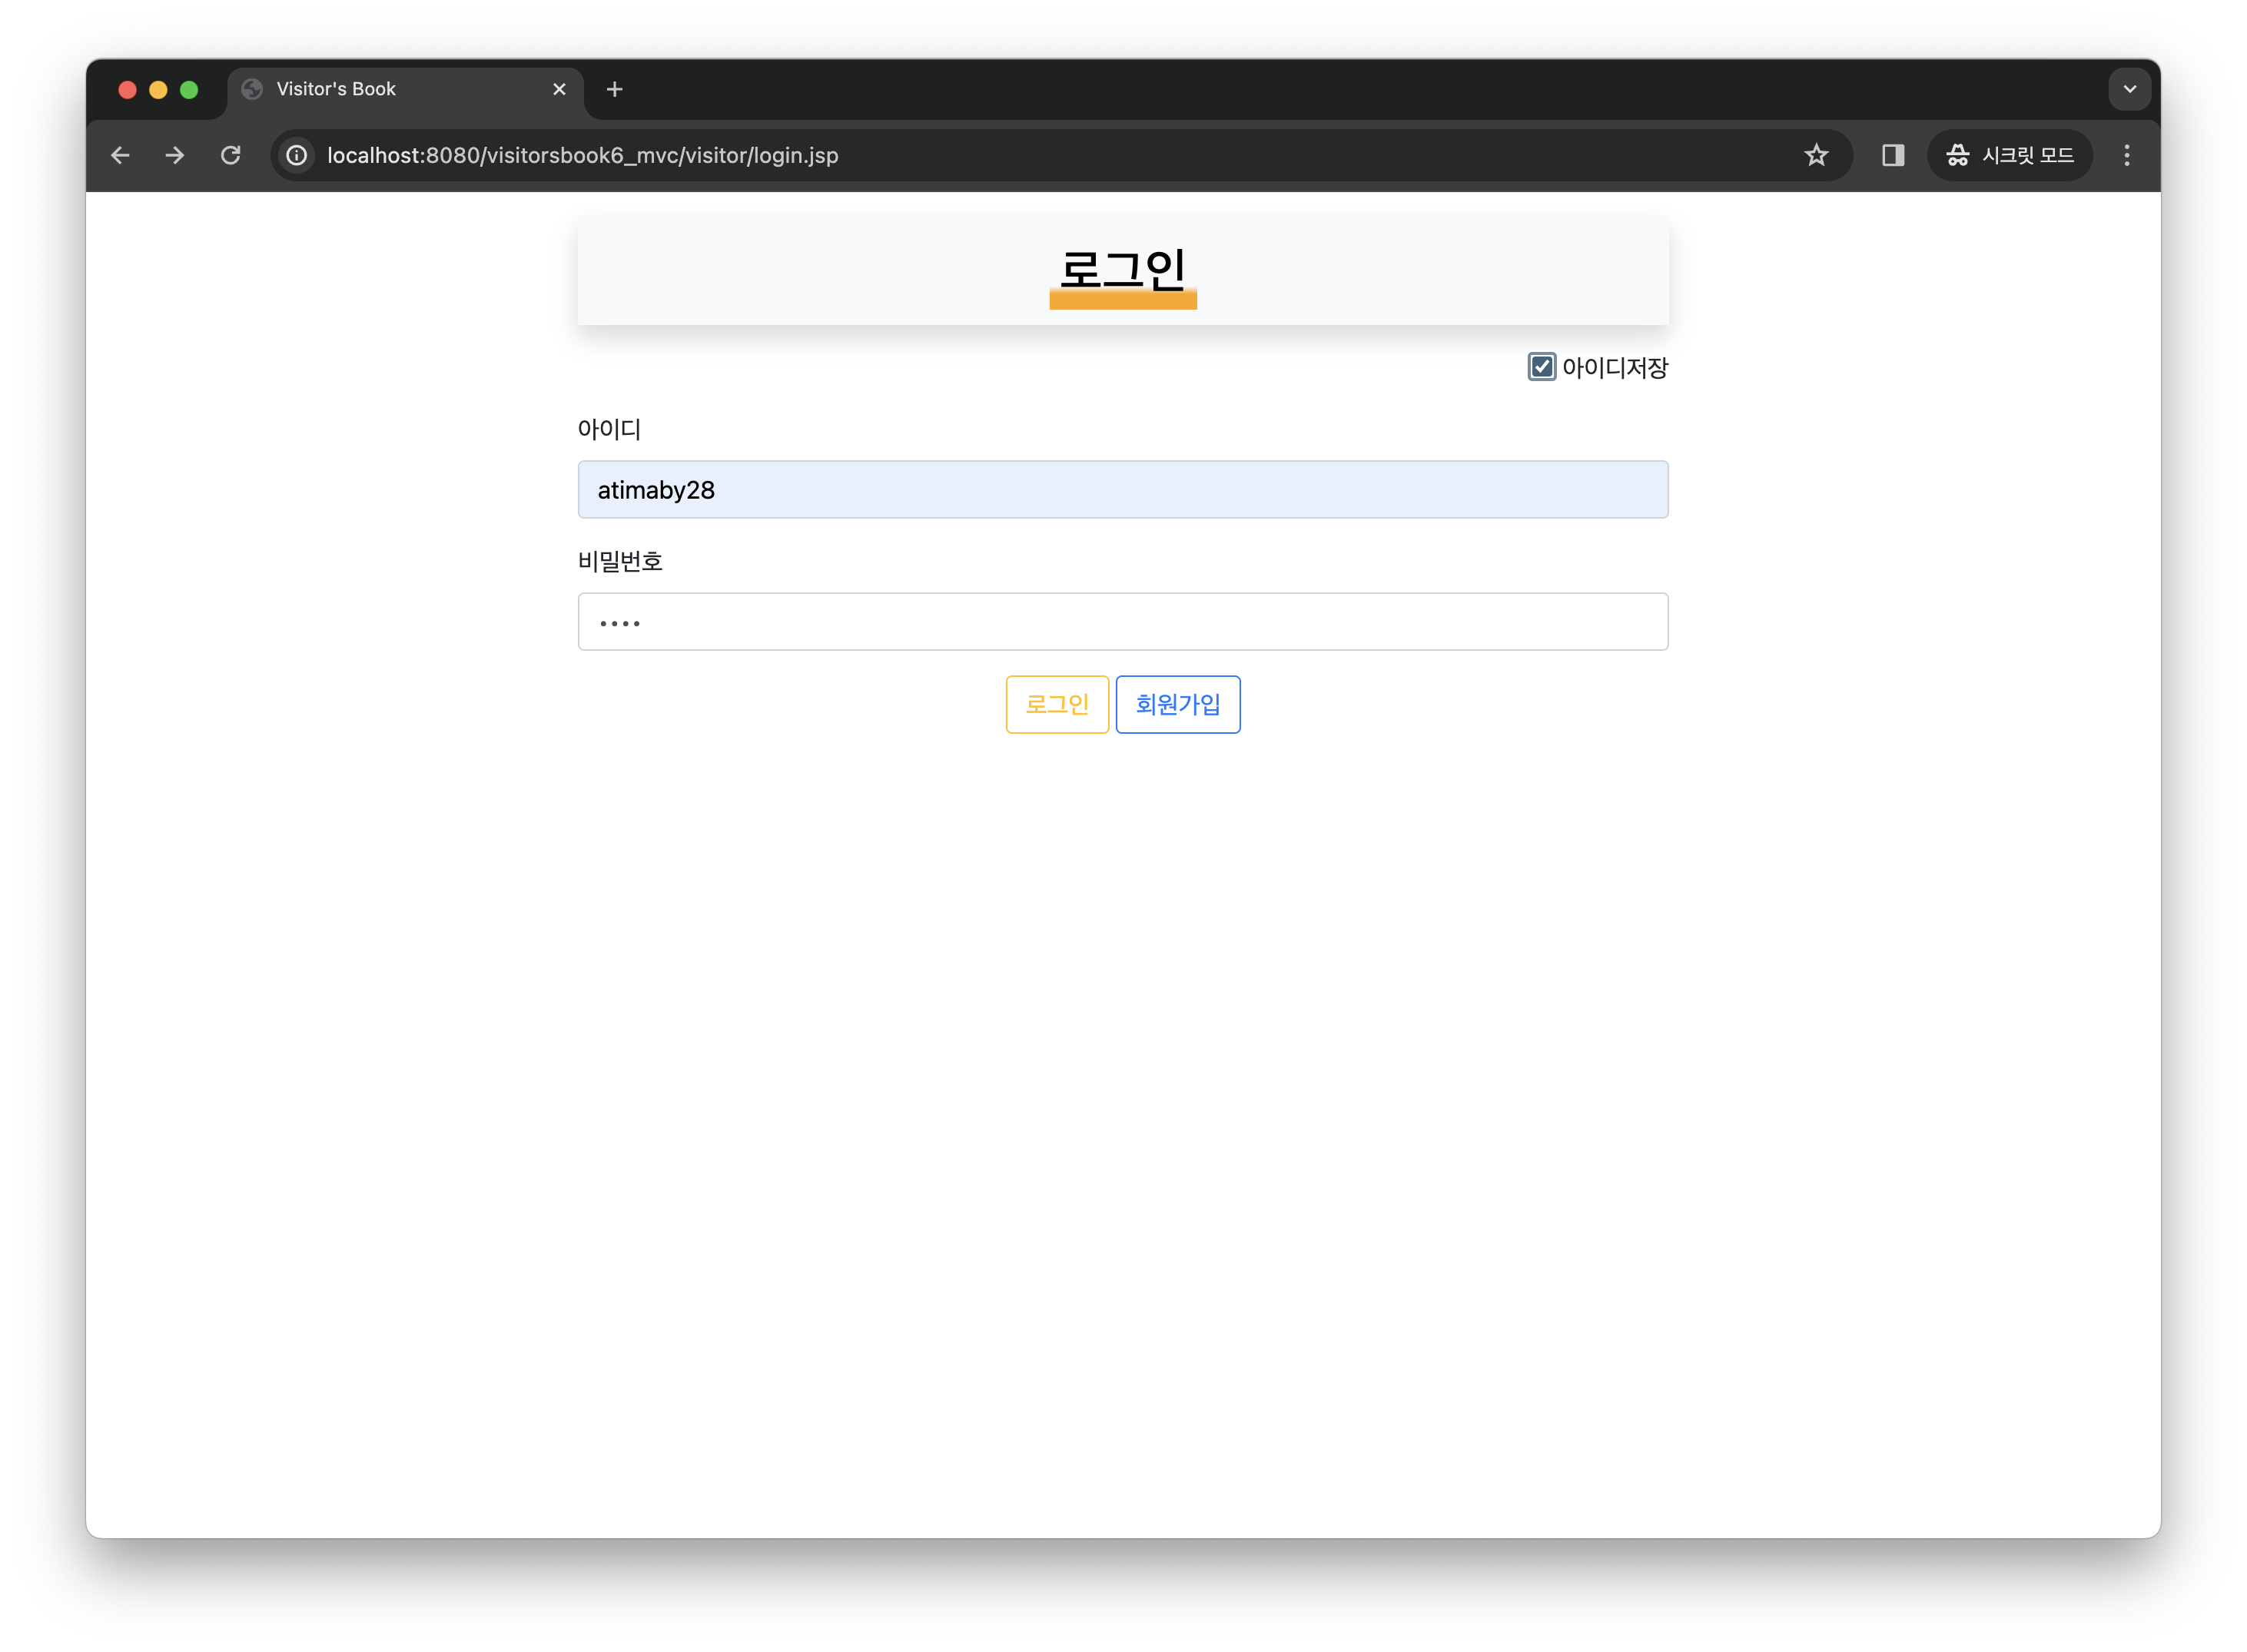 Visitor's Book
localhost:8080/visitorsbook6_mvc/visitor/login.jsp
시크릿 모드
로그인
아이디저장
아이디
atimaby28
비밀번호
••••
로그인 회원가입